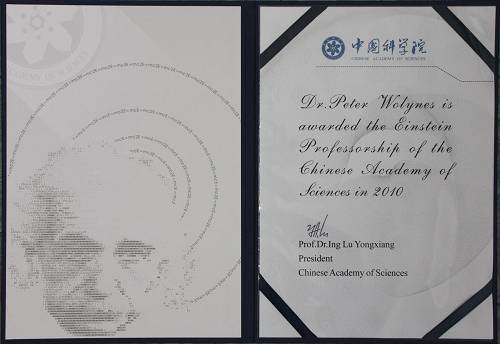 中国科学院
CHINESE ACADEMY OF SCIENCES
Dr.Peter Wolynes is
awarded the Einstein
Professorship of the
Chinese Academy of
Sciences in 2010
Prof.Dr.Ing Lu Yongxiang
President
Chinese Academy of Sciences